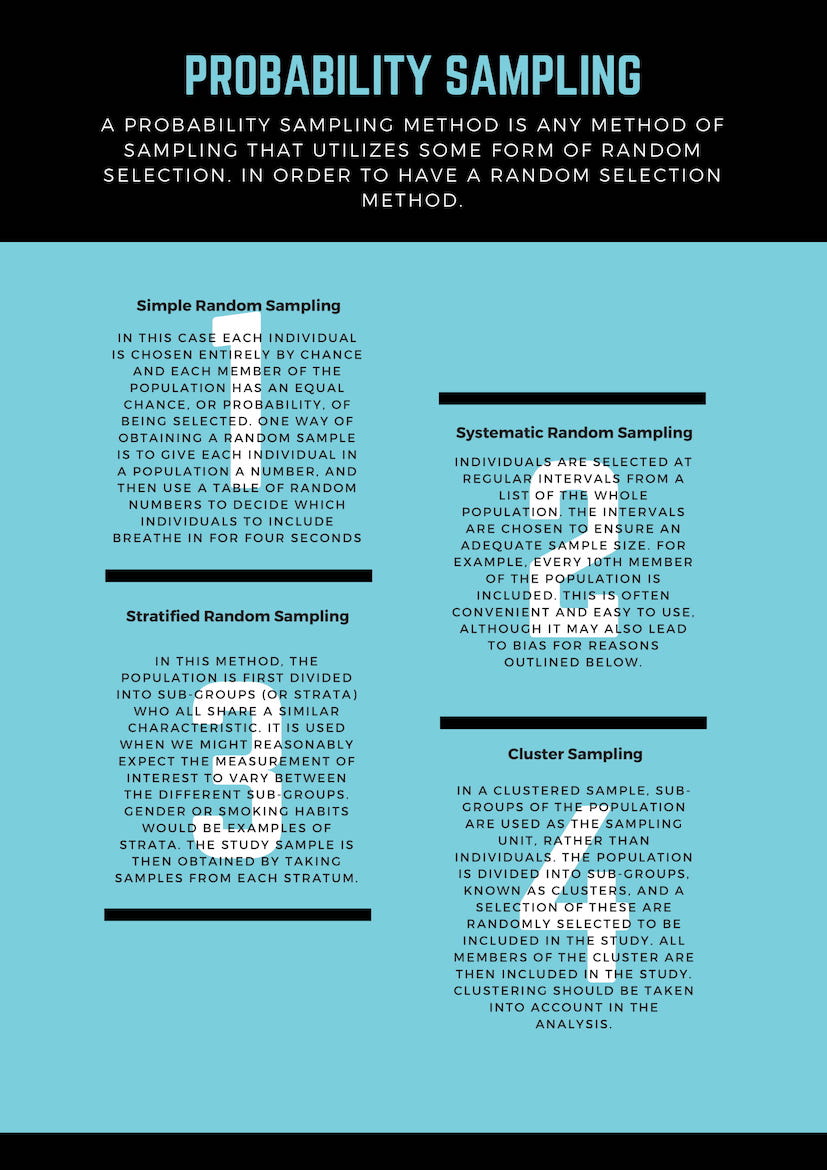 PROBABILITY SAMPLING
A PROBABILITY SAMPLING METHOD IS ANY METHOD OF
SAMPLING THAT UTILIZES SOME FORM OF RANDOM
SELECTION. IN ORDER TO HAVE A RANDOM SELECTION
METHOD.
1
Simple Random Sampling
IN THIS CASE EACH INDIVIDUAL
IS CHOSEN ENTIRELY BY CHANCE
AND EACH MEMBER OF THE
POPULATION HAS AN EQUAL
CHANCE, OR PROBABILITY, OF
BEING SELECTED. ONE WAY OF
OBTAINING A RANDOM SAMPLE
IS TO GIVE EACH INDIVIDUAL IN
A POPULATION A NUMBER, AND
THEN USE A TABLE OF RANDOM
NUMBERS TO DECIDE WHICH
INDIVIDUALS TO INCLUDE
BREATHE IN FOR FOUR SECONDS
2
Systematic Random Sampling
INDIVIDUALS ARE SELECTED AT
REGULAR INTERVALS FROM A
LIST OF THE WHOLE
POPULATION. THE INTERVALS
ARE CHOSEN TO ENSURE AN
ADEQUATE SAMPLE SIZE. FOR
EXAMPLE, EVERY 10TH MEMBER
OF THE POPULATION IS
INCLUDED. THIS IS OFTEN
CONVENIENT AND EASY TO USE,
ALTHOUGH IT MAY ALSO LEAD
TO BIAS FOR REASONS
OUTLINED BELOW.
3
Stratified Random Sampling
IN THIS METHOD, THE
POPULATION IS FIRST DIVIDED
INTO SUB-GROUPS (OR STRATA)
WHO ALL SHARE A SIMILAR
CHARACTERISTIC. IT IS USED
WHEN WE MIGHT REASONABLY
EXPECT THE MEASUREMENT OF
INTEREST TO VARY BETWEEN
THE DIFFERENT SUB-GROUPS.
GENDER OR SMOKING HABITS
WOULD BE EXAMPLES OF
STRATA. THE STUDY SAMPLE IS
THEN OBTAINED BY TAKING
SAMPLES FROM EACH STRATUM.
4
Cluster Sampling
IN A CLUSTERED SAMPLE, SUB-
GROUPS OF THE POPULATION
ARE USED AS THE SAMPLING
UNIT, RATHER THAN
INDIVIDUALS. THE POPULATION
IS DIVIDED INTO SUB-GROUPS,
KNOWN AS CLUSTERS, AND A
SELECTION OF THESE ARE
RANDOMLY SELECTED TO BE
INCLUDED IN THE STUDY. ALL
MEMBERS OF THE CLUSTER ARE
THEN INCLUDED IN THE STUDY.
CLUSTERING SHOULD BE TAKEN
INTO ACCOUNT IN THE
ANALYSIS.